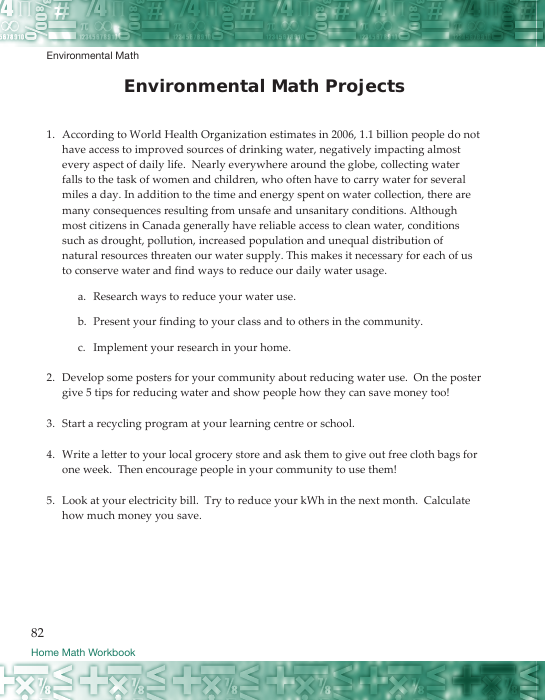 Environmental Math
Environmental Math Projects
1. According to World Health Organization estimates in 2006, 1.1 billion people do not
have access to improved sources of drinking water, negatively impacting almost
every aspect of daily life. Nearly everywhere around the globe, collecting water
falls to the task of women and children, who often have to carry water for several
miles a day. In addition to the time and energy spent on water collection, there are
many consequences resulting from unsafe and unsanitary conditions. Although
most citizens in Canada generally have reliable access to clean water, conditions
such as drought, pollution, increased population and unequal distribution of
natural resources threaten our water supply. This makes it necessary for each of us
to conserve water and find ways to reduce our daily water usage.
a. Research ways to reduce your water use.
b. Present your finding to your class and to others in the community.
c. Implement your research in your home.
2. Develop some posters for your community about reducing water use. On the poster
give 5 tips for reducing water and show people how they can save money too!
3. Start a recycling program at your learning centre or school.
4. Write a letter to your local grocery store and ask them to give out free cloth bags for
one week. Then encourage people in your community to use them!
5. Look at your electricity bill. Try to reduce your kWh in the next month. Calculate
how much money you save.
82
Home Math Workbook